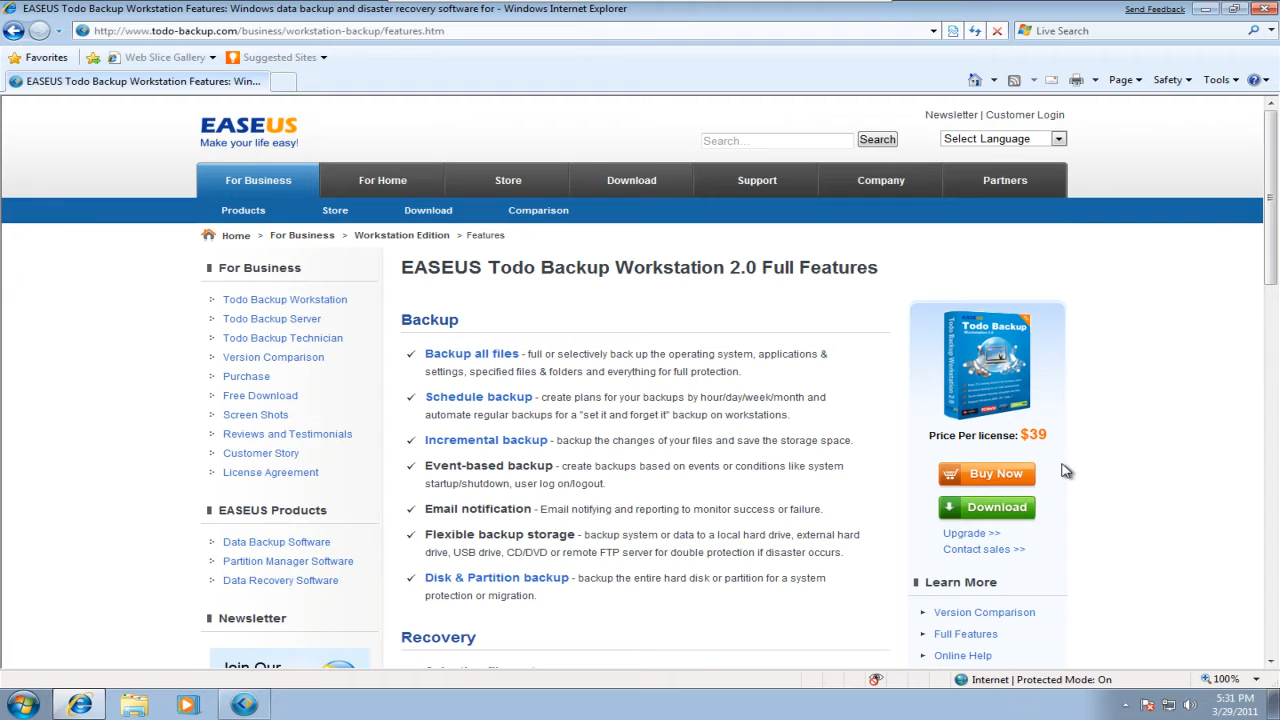 EASEUS Todo Backup Workstation Features: Windows data backup and disaster recovery software for - Windows Internet Explorer
Send Feedback
http://www.todo-backup.com/business/workstation-backup/features.htm
Live Search
Favorites
Web Slice Gallery
Suggested Sites
EASEUS Todo Backup Workstation Features: Win...
Page
Safety
Tools
Newsletter | Customer Login
EASEUS
Make your life easy!
Search...
Search
Select Language
For Business
For Home
Store
Download
Support
Company
Partners
Products
Store
Download
Comparison
Home > For Business > Workstation Edition > Features
For Business
Todo Backup Workstation
Todo Backup Server
Todo Backup Technician
Version Comparison
Purchase
Free Download
Screen Shots
Reviews and Testimonials
Customer Story
License Agreement
EASEUS Products
Data Backup Software
Partition Manager Software
Data Recovery Software
Newsletter
EASEUS Todo Backup Workstation 2.0 Full Features
Backup
Backup all files - full or selectively back up the operating system, applications &
settings, specified files & folders and everything for full protection.
Schedule backup - create plans for your backups by hour/day/week/month and
automate regular backups for a "set it and forget it" backup on workstations.
Incremental backup - backup the changes of your files and save the storage space.
Event-based backup - create backups based on events or conditions like system
startup/shutdown, user log on/logout.
Email notification - Email notifying and reporting to monitor success or failure.
Flexible backup storage - backup system or data to a local hard drive, external hard
drive, USB drive, CD/DVD or remote FTP server for double protection if disaster occurs.
Disk & Partition backup - backup the entire hard disk or partition for a system
protection or migration.
Recovery
Todo Backup
Price Per license: $39
Buy Now
Download
Upgrade >>
Contact sales >>
Learn More
Version Comparison
Full Features
Online Help
Join Our
Internet | Protected Mode: On
100%
5:31 PM
3/29/2011